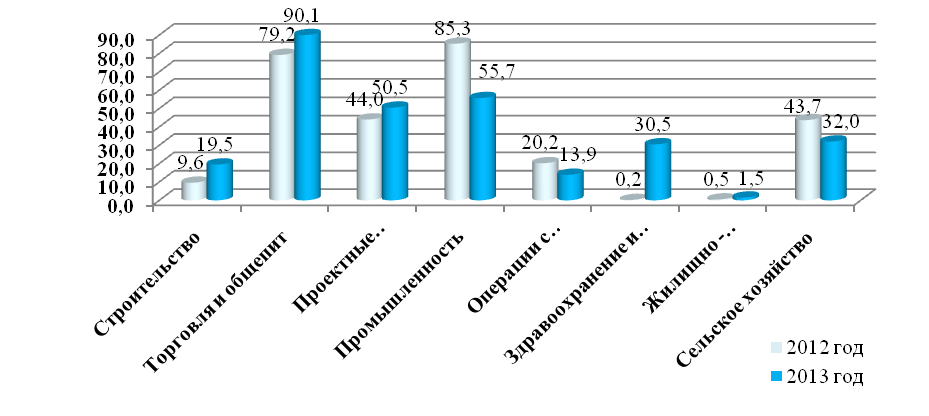 90,0
80,0
70,0
60,0
50,0
40,0
30,0
20,0
10,0
0,0
9,6
19,5
79,2
90,1
44,0
50,5
85,3
55,7
20,2
13,9
0,2
30,5
0,5
1,5
43,7
32,0
Строительство
Торговля и общепит
Проектные..
Промышленность
Операции с..
Здравоохранение и..
Жилищно -..
Сельское хозяйство
2012 год
2013 год